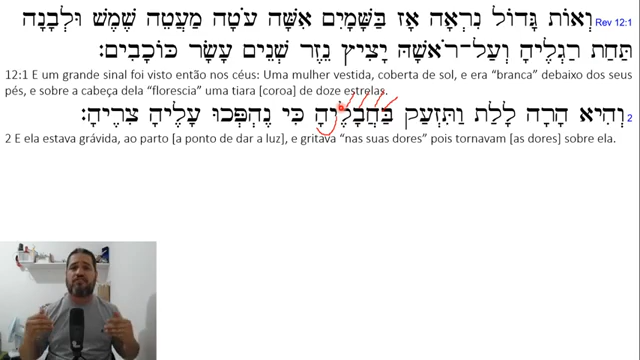 וְאוֹת גָּדוֹל נִרְאָה אָז בַּשָּׁמָיִם אִשָּׁה עֹטָה מַעֲטֵה שֶׁמֶשׁ וּלְבָנָה Rev 12:1
תַּחַת רַגְלֶיהָ וְעַל־רֹאשָׁהּ יָצִיץ נֵזֶר שְׁנֵים עָשָׂר כּוֹכָבִים׃
12:1 E um grande sinal foi visto então nos céus: Uma mulher vestida, coberta de sol, e era “branca” debaixo dos seus
pés, e sobre a cabeça dela “florescia” uma tiara [coroa] de doze estrelas.
וְהִיא הָרָה לָלַת וַתִּזְעַק בַּחֲבָלֶיהָ כִּי נֶהֶפְכוּ עָלֶיהָ צִרֶיהָ׃ 2
2 E ela estava grávida, ao parto [a ponto de dar a luz], e gritava “nas suas dores” pois tornavam [as dores] sobre ela.